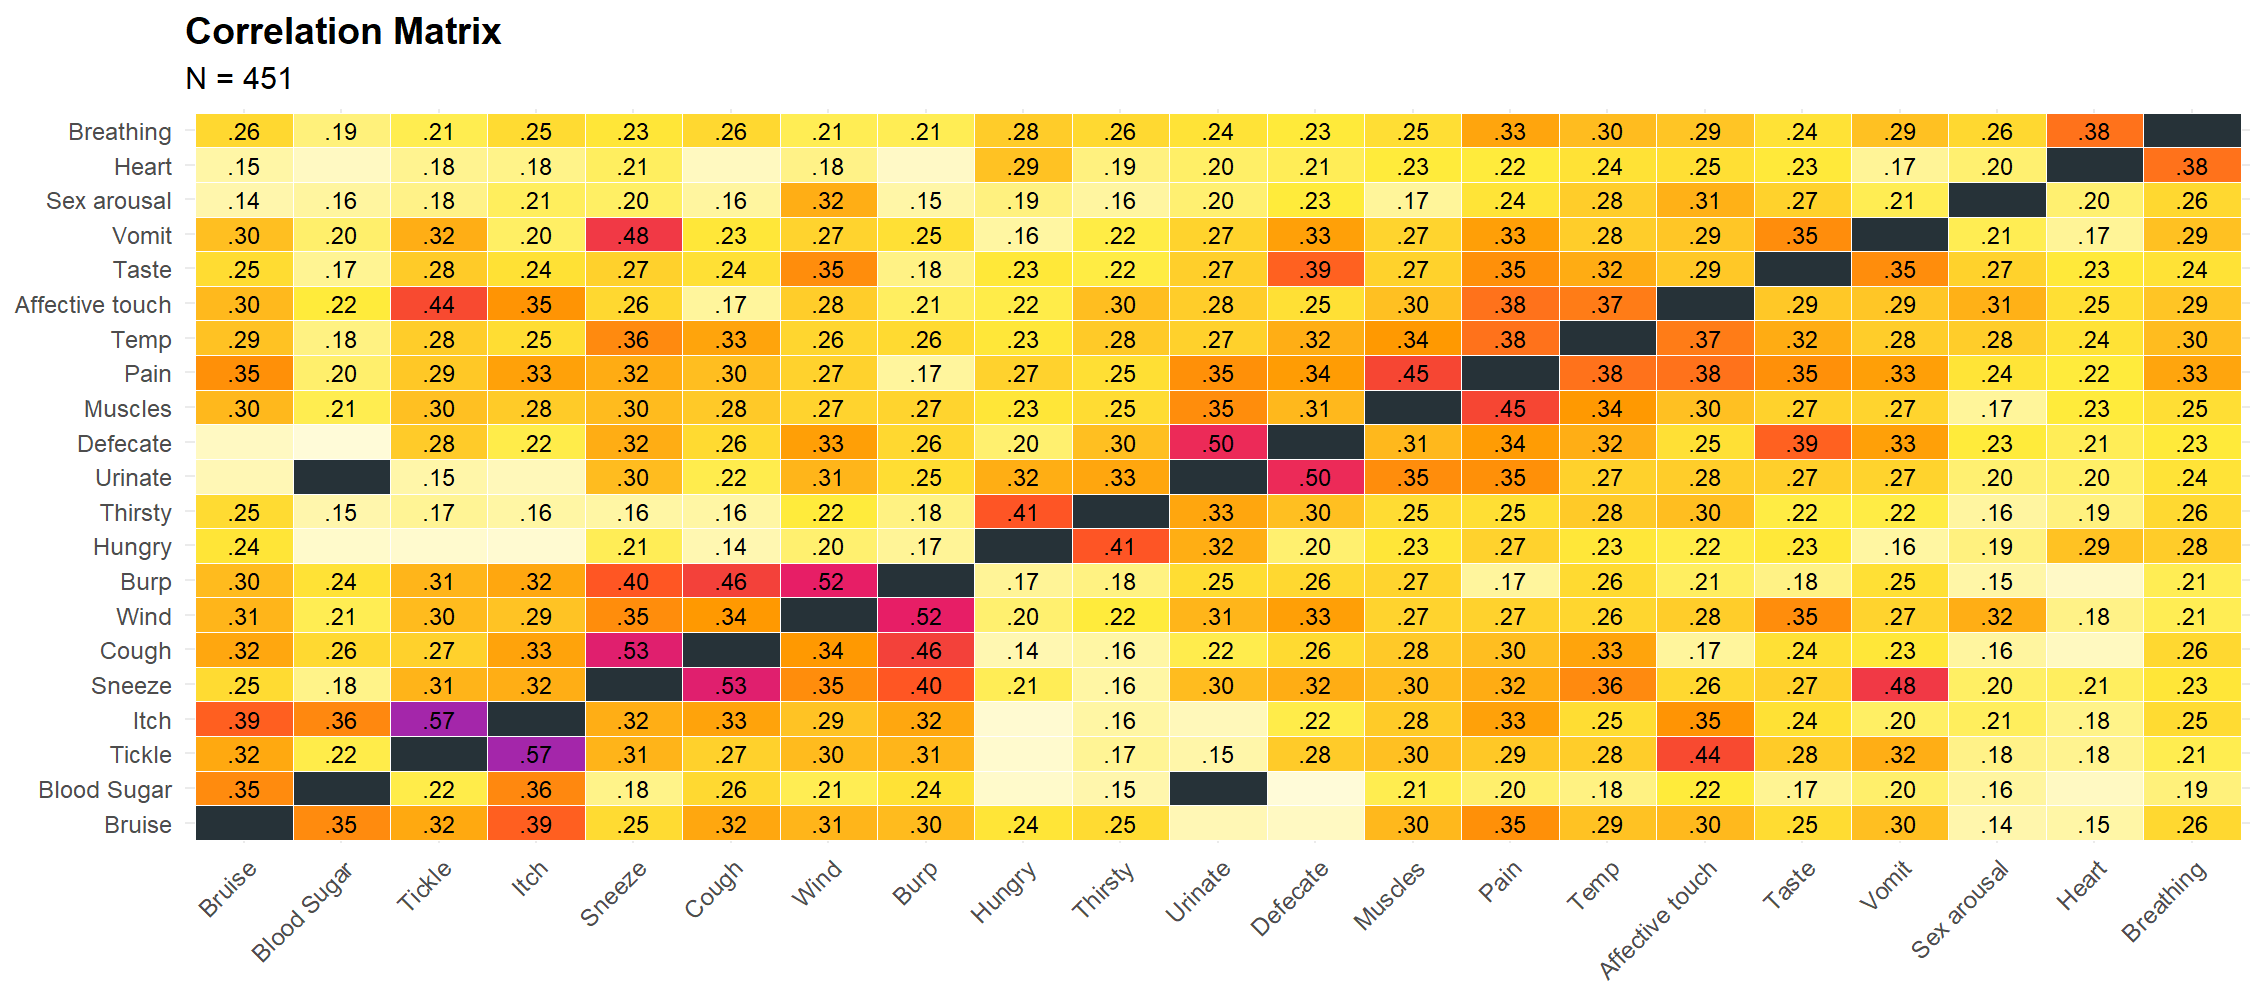 Correlation Matrix
N = 451
Breathing .26 .19 .21 .25 .23 .26 .21 .21 .28 .26 .24 .23 .25 .33 .30 .29 .24 .29 .26 .38
Heart .15 .18 .18 .21 .18 .29 .19 .20 .21 .23 .22 .24 .25 .23 .17 .20 .38
Sex arousal .14 .16 .18 .21 .20 .16 .32 .15 .19 .16 .20 .23 .17 .24 .28 .31 .27 .21 .20 .26
Vomit .30 .20 .32 .20 .48 .23 .27 .25 .16 .22 .27 .33 .27 .33 .28 .29 .35 .21 .17 .29
Taste .25 .17 .28 .24 .27 .24 .35 .18 .23 .22 .27 .39 .27 .35 .32 .29 .35 .27 .23 .24
Affective touch .30 .22 .44 .35 .26 .17 .28 .21 .22 .30 .28 .25 .30 .38 .37 .29 .29 .31 .25 .29
Temp .29 .18 .28 .25 .36 .33 .26 .26 .23 .28 .27 .32 .34 .38 .37 .32 .28 .28 .24 .30
Pain .35 .20 .29 .33 .32 .30 .27 .17 .27 .25 .35 .34 .45 .38 .38 .35 .33 .24 .22 .33
Muscles .30 .21 .30 .28 .30 .28 .27 .27 .23 .25 .35 .31 .45 .34 .30 .27 .27 .17 .23 .25
Defecate .28 .22 .32 .26 .33 .26 .20 .30 .50 .31 .34 .32 .25 .39 .33 .23 .21 .23
Urinate .15 .30 .22 .31 .25 .32 .33 .50 .35 .35 .27 .28 .27 .27 .20 .20 .24
Thirsty .25 .15 .17 .16 .16 .16 .22 .18 .41 .33 .30 .25 .25 .28 .30 .22 .22 .16 .19 .26
Hungry .24 .21 .14 .20 .17 .41 .32 .20 .23 .27 .23 .22 .23 .16 .19 .29 .28
Burp .30 .24 .31 .32 .40 .46 .52 .17 .18 .25 .26 .27 .17 .26 .21 .18 .25 .15 .21
Wind .31 .21 .30 .29 .35 .34 .52 .20 .22 .31 .33 .27 .27 .26 .28 .35 .27 .32 .18 .21
Cough .32 .26 .27 .33 .53 .34 .46 .14 .16 .22 .26 .28 .30 .33 .17 .24 .23 .16 .26
Sneeze .25 .18 .31 .32 .53 .35 .40 .21 .16 .30 .32 .30 .32 .36 .26 .27 .48 .20 .21 .23
Itch .39 .36 .57 .32 .33 .29 .32 .16 .22 .28 .33 .25 .35 .24 .20 .21 .18 .25
Tickle .32 .22 .57 .31 .27 .30 .31 .17 .15 .28 .30 .29 .28 .44 .28 .32 .18 .18 .21
Blood Sugar .35 .22 .36 .18 .26 .21 .24 .15 .21 .20 .18 .22 .17 .20 .16 .19
Bruise .35 .32 .39 .25 .32 .31 .30 .24 .25 .30 .35 .29 .30 .25 .30 .14 .15 .26
Bruise Blood Sugar Tickle Itch Sneeze Cough Wind Burp Hungry Thirsty Urinate Defecate Muscles Pain Temp Affective touch Taste Vomit Sex arousal Heart Breathing